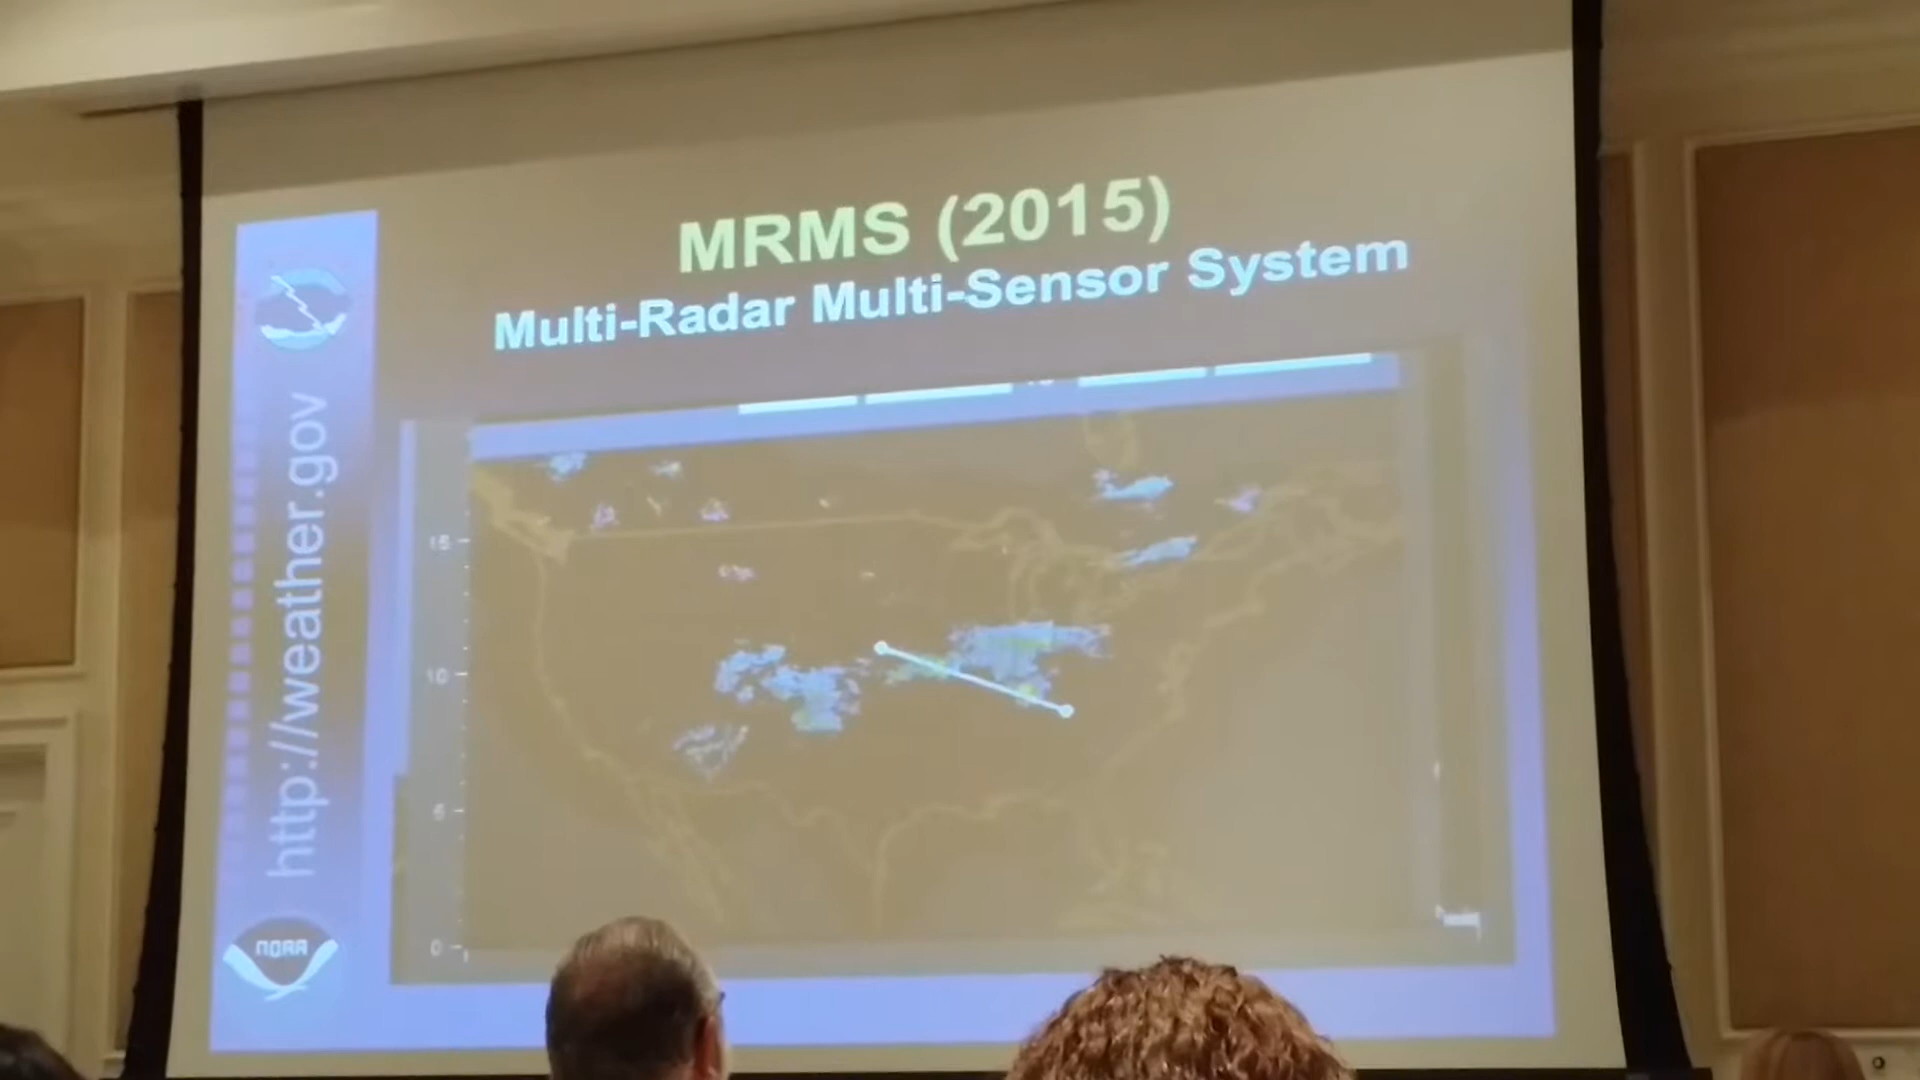 MRMS (2015)
Multi-Radar Multi-Sensor System
http://weather.gov
15
10
5
0
NOAA